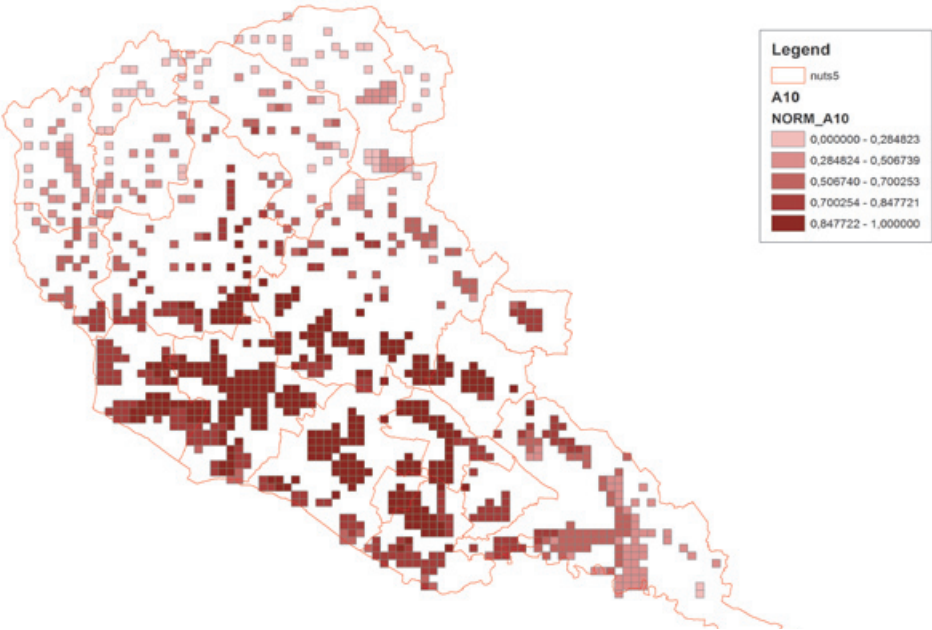 Legend
nuts5
A10
NORM_A10
0,000000 - 0,284823
0,284824 - 0,506739
0,506740 - 0,700253
0,700254 - 0,847721
0,847722 - 1,000000